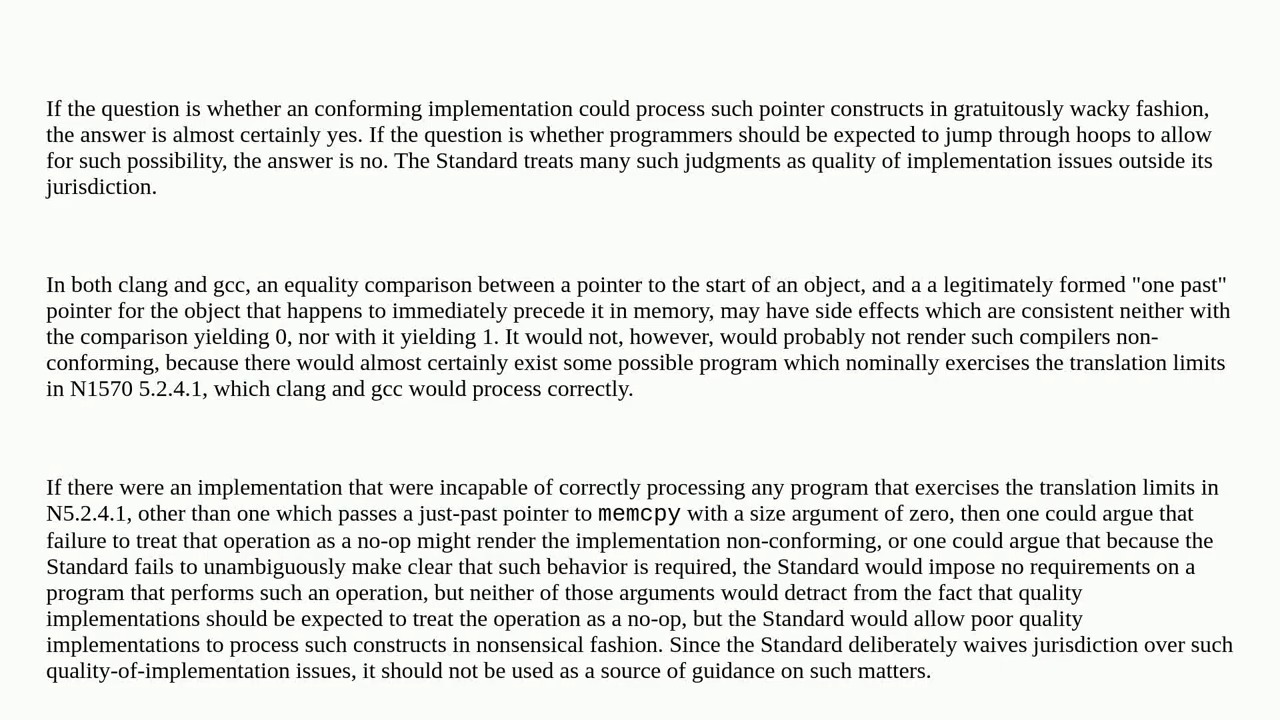 If the question is whether an conforming implementation could process such pointer constructs in gratuitously wacky fashion,
the answer is almost certainly yes. If the question is whether programmers should be expected to jump through hoops to allow
for such possibility, the answer is no. The Standard treats many such judgments as quality of implementation issues outside its
jurisdiction.
In both clang and gcc, an equality comparison between a pointer to the start of an object, and a a legitimately formed "one past"
pointer for the object that happens to immediately precede it in memory, may have side effects which are consistent neither with
the comparison yielding 0, nor with it yielding 1. It would not, however, would probably not render such compilers non-
conforming, because there would almost certainly exist some possible program which nominally exercises the translation limits
in N1570 5.2.4.1, which clang and gcc would process correctly.
If there were an implementation that were incapable of correctly processing any program that exercises the translation limits in
N5.2.4.1, other than one which passes a just-past pointer to memcpy with a size argument of zero, then one could argue that
failure to treat that operation as a no-op might render the implementation non-conforming, or one could argue that because the
Standard fails to unambiguously make clear that such behavior is required, the Standard would impose no requirements on a
program that performs such an operation, but neither of those arguments would detract from the fact that quality
implementations should be expected to treat the operation as a no-op, but the Standard would allow poor quality
implementations to process such constructs in nonsensical fashion. Since the Standard deliberately waives jurisdiction over such
quality-of-implementation issues, it should not be used as a source of guidance on such matters.